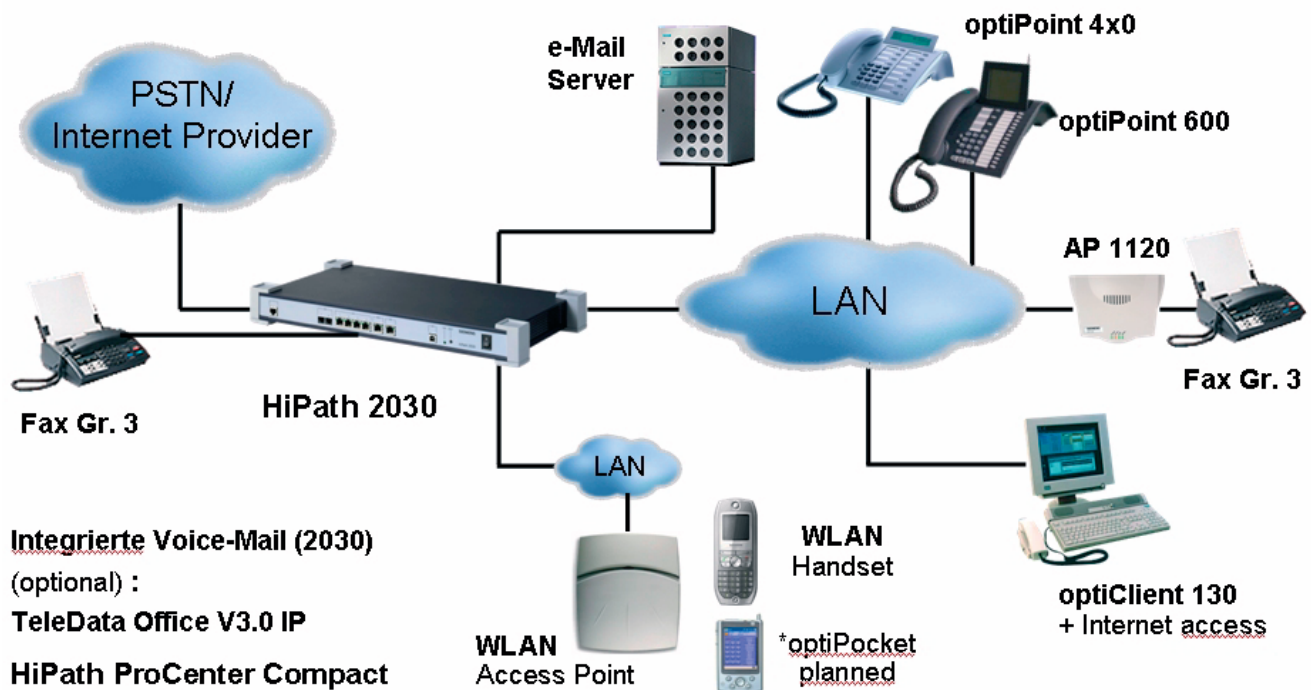 PSTN/
Internet Provider
e-Mail
Server
optiPoint 4x0
optiPoint 600
AP 1120
LAN
Fax Gr. 3
HiPath 2030
Fax Gr. 3
LAN
Integrierte Voice-Mail (2030)
(optional) :
TeleData Office V3.0 IP
HiPath ProCenter Compact
WLAN
Access Point
WLAN
Handset
*optiPocket
planned
optiClient 130
+ Internet access